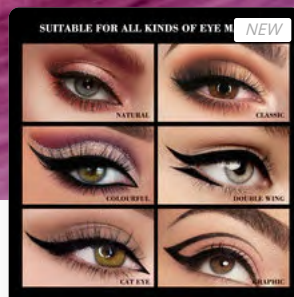 SUITABLE FOR ALL KINDS OF EYE M
NEW
NATURAL
CLASSIC
COLOURFUL
DOUBLE WING
CAT EYE
GRAPHIC